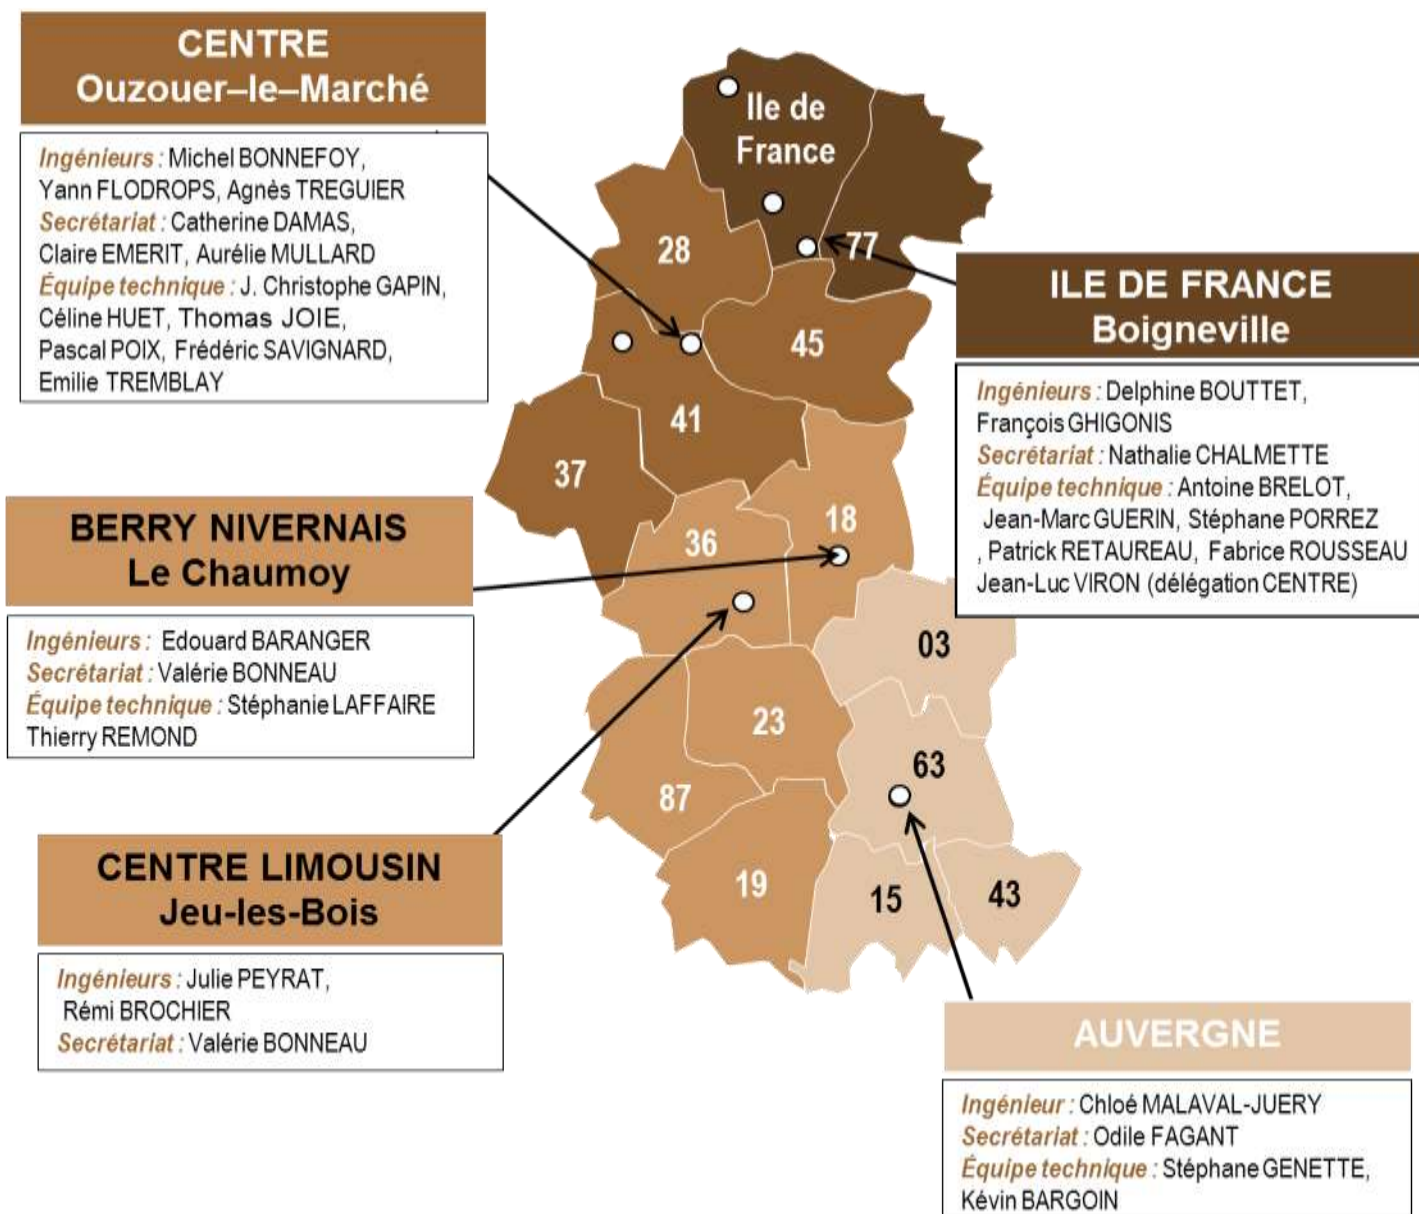 CENTRE
Ouzouer–le–Marché
Ingénieurs : Michel BONNEFOY,
Yann FLODROPS, Agnès TREGUIER
Secrétariat : Catherine DAMAS,
Claire EMERIT, Aurélie MULLARD
Équipe technique : J. Christophe GAPIN,
Céline HUET, Thomas JOIE,
Pascal POIX, Frédéric SAVIGNARD,
Emilie TREMBLAY
Ile de
France
28
77
45
41
37
36
18
03
23
63
87
19
15
43
ILE DE FRANCE
Boigneville
Ingénieurs : Delphine BOUTTET,
François GHIGONIS
Secrétariat : Nathalie CHALMETTE
Équipe technique : Antoine BRELOT,
Jean-Marc GUERIN, Stéphane PORREZ
, Patrick RETAUREAU, Fabrice ROUSSEAU
Jean-Luc VIRON (délégation CENTRE)
BERRY NIVERNAIS
Le Chaumoy
Ingénieurs : Edouard BARANGER
Secrétariat : Valérie BONNEAU
Équipe technique : Stéphanie LAFFAIRE
Thierry REMOND
CENTRE LIMOUSIN
Jeu-les-Bois
Ingénieurs : Julie PEYRAT,
Rémi BROCHIER
Secrétariat : Valérie BONNEAU
AUVERGNE
Ingénieur : Chloé MALAVAL-JUERY
Secrétariat : Odile FAGANT
Équipe technique : Stéphane GENETTE,
Kévin BARGOIN